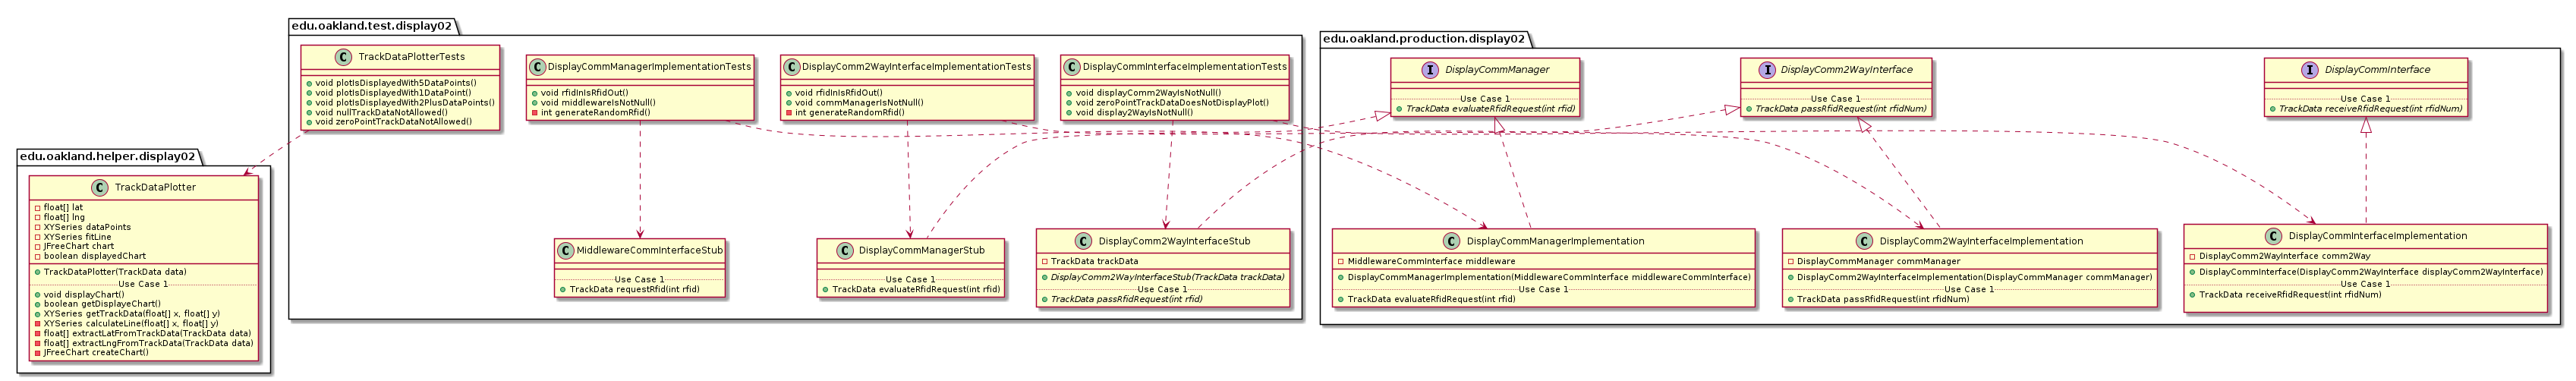 edu.oakland.test.display02
C TrackDataPlotterTests
void plotIsDisplayedWith5DataPoints()
void plotIsDisplayedWith1DataPoint()
void plotIsDisplayedWith2PlusDataPoints()
void nullTrackDataNotAllowed()
void zeroPointTrackDataNotAllowed()
C DisplayCommManagerImplementationTests
void rfidInIsRfidOut()
void middlewareIsNotNull()
int generateRandomRfid()
C DisplayComm2WayInterfaceImplementationTests
void rfidInIsRfidOut()
void commManagerIsNotNull()
int generateRandomRfid()
C DisplayCommInterfaceImplementationTests
void displayComm2WayIsNotNull()
void zeroPointTrackDataDoesNotDisplayPlot()
void display2WayIsNotNull()
C MiddlewareCommInterfaceStub
Use Case 1
TrackData requestRfid(int rfid)
C DisplayCommManagerStub
Use Case 1
TrackData evaluateRfidRequest(int rfid)
C DisplayComm2WayInterfaceStub
TrackData trackData
DisplayComm2WayInterfaceStub(TrackData trackData)
Use Case 1
TrackData passRfidRequest(int rfid)
edu.oakland.production.display02
I DisplayCommManager
Use Case 1
TrackData evaluateRfidRequest(int rfid)
I DisplayComm2WayInterface
Use Case 1
TrackData passRfidRequest(int rfidNum)
I DisplayCommInterface
Use Case 1
TrackData receiveRfidRequest(int rfidNum)
C DisplayCommManagerImplementation
MiddlewareCommInterface middleware
DisplayCommManagerImplementation(MiddlewareCommInterface middlewareCommInterface)
Use Case 1
TrackData evaluateRfidRequest(int rfid)
C DisplayComm2WayInterfaceImplementation
DisplayCommManager commManager
DisplayComm2WayInterfaceImplementation(DisplayCommManager commManager)
Use Case 1
TrackData passRfidRequest(int rfidNum)
C DisplayCommInterfaceImplementation
DisplayComm2WayInterface comm2Way
DisplayCommInterface(DisplayComm2WayInterface displayComm2WayInterface)
Use Case 1
TrackData receiveRfidRequest(int rfidNum)
edu.oakland.helper.display02
C TrackDataPlotter
float[] lat
float[] lng
XYSeries dataPoints
XYSeries fitLine
JFreeChart chart
boolean displayedChart
TrackDataPlotter(TrackData data)
Use Case 1
void displayChart()
boolean getDisplayeChart()
XYSeries getTrackData(float[] x, float[] y)
XYSeries calculateLine(float[] x, float[] y)
float[] extractLatFromTrackData(TrackData data)
float[] extractLngFromTrackData(TrackData data)
JFreeChart createChart()